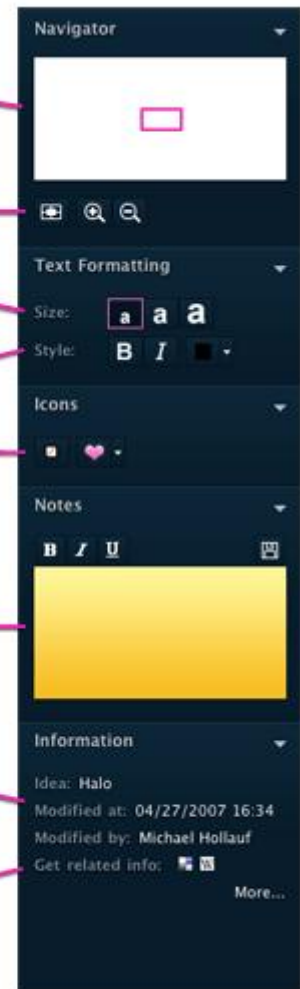 Navigator
Text Formatting
Size: a a a
Style: B I
Icons
Notes
B I U
Information
Idea: Halo
Modified at: 04/27/2007 16:34
Modified by: Michael Hollauf
Get related info: W
More...